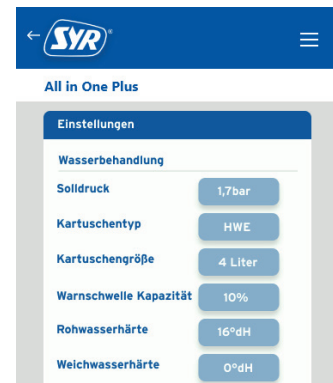 ←
SYR®
All in One Plus
Einstellungen
Wasserbehandlung
Solldruck 1,7bar
Kartuschentyp HWE
Kartuschengröße 4 Liter
Warnschwelle Kapazität 10%
Rohwasserhärte 16°dH
Weichwasserhärte 0°dH